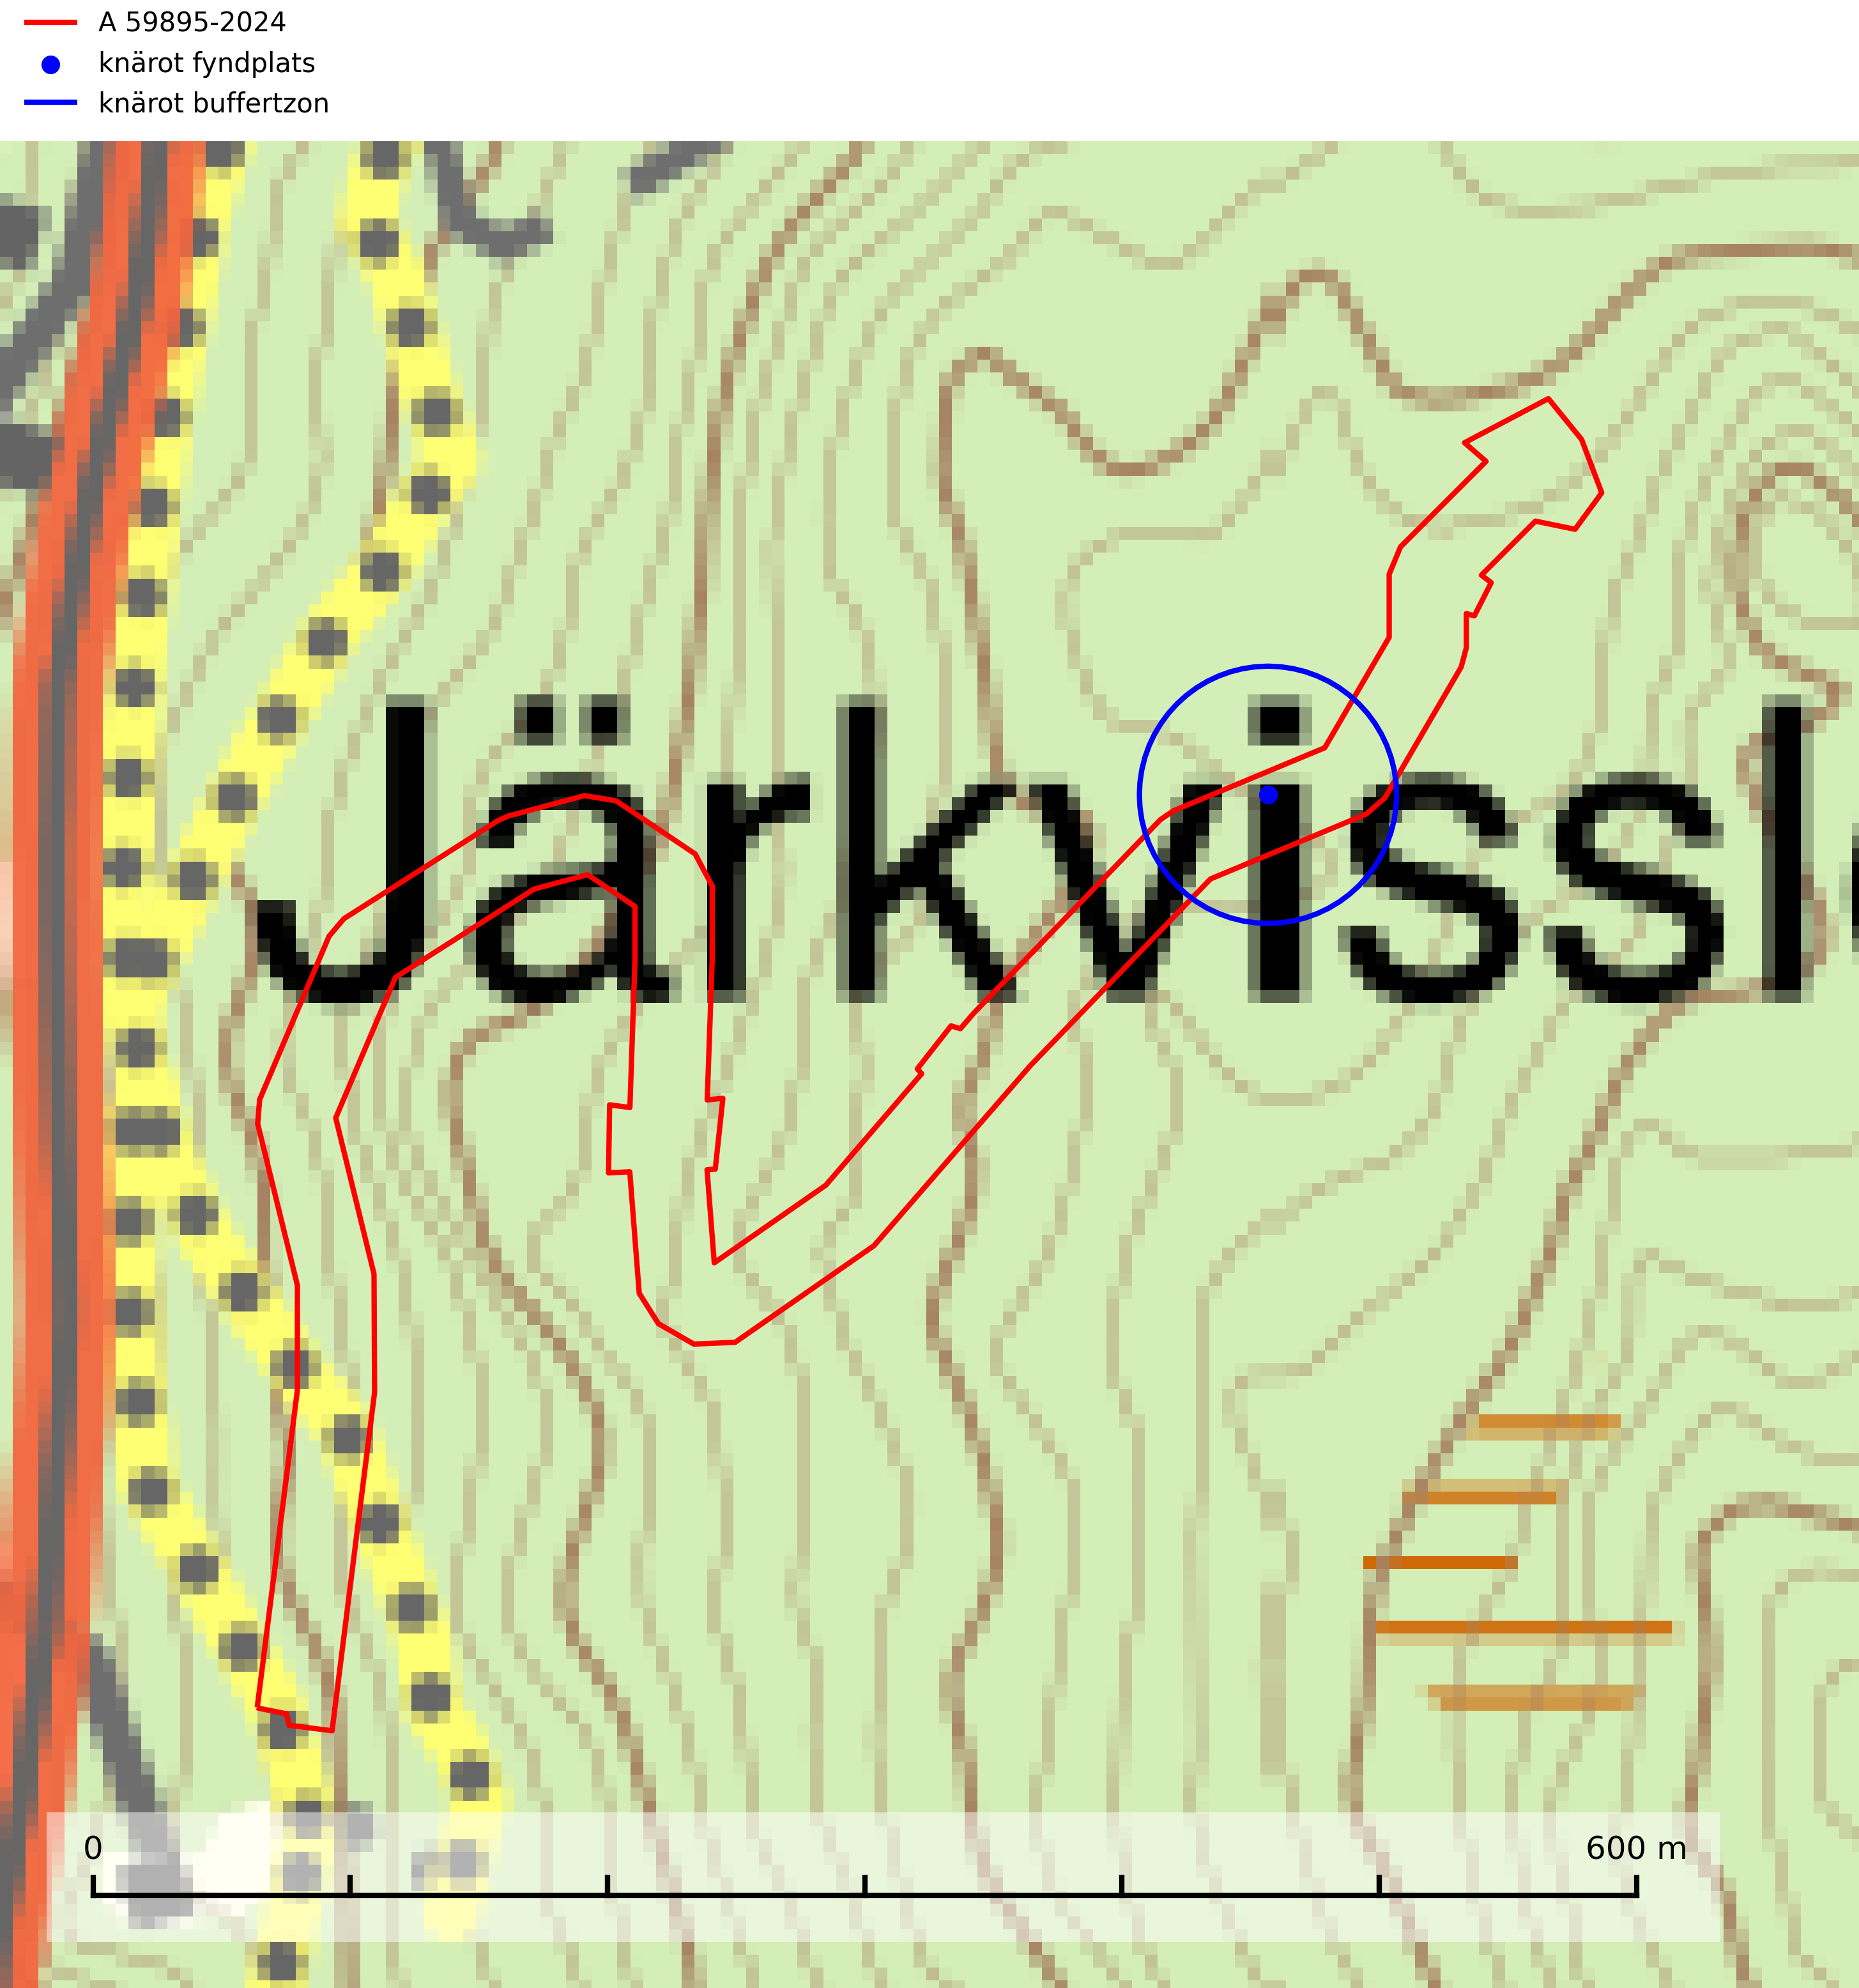 A 59895-2024
knärot fyndplats
knärot buffertzon
Järkvissl
0 600 m